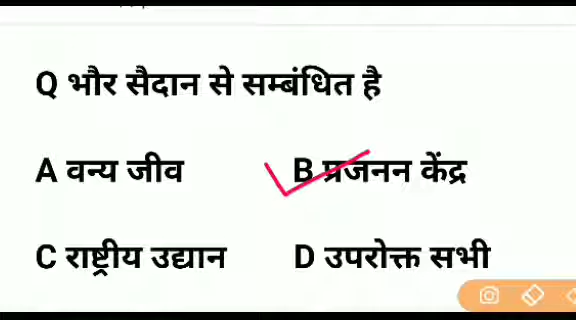 Q भौर सैदान से सम्बंधित है
A वन्य जीव B प्रजनन केंद्र
C राष्ट्रीय उद्यान D उपरोक्त सभी